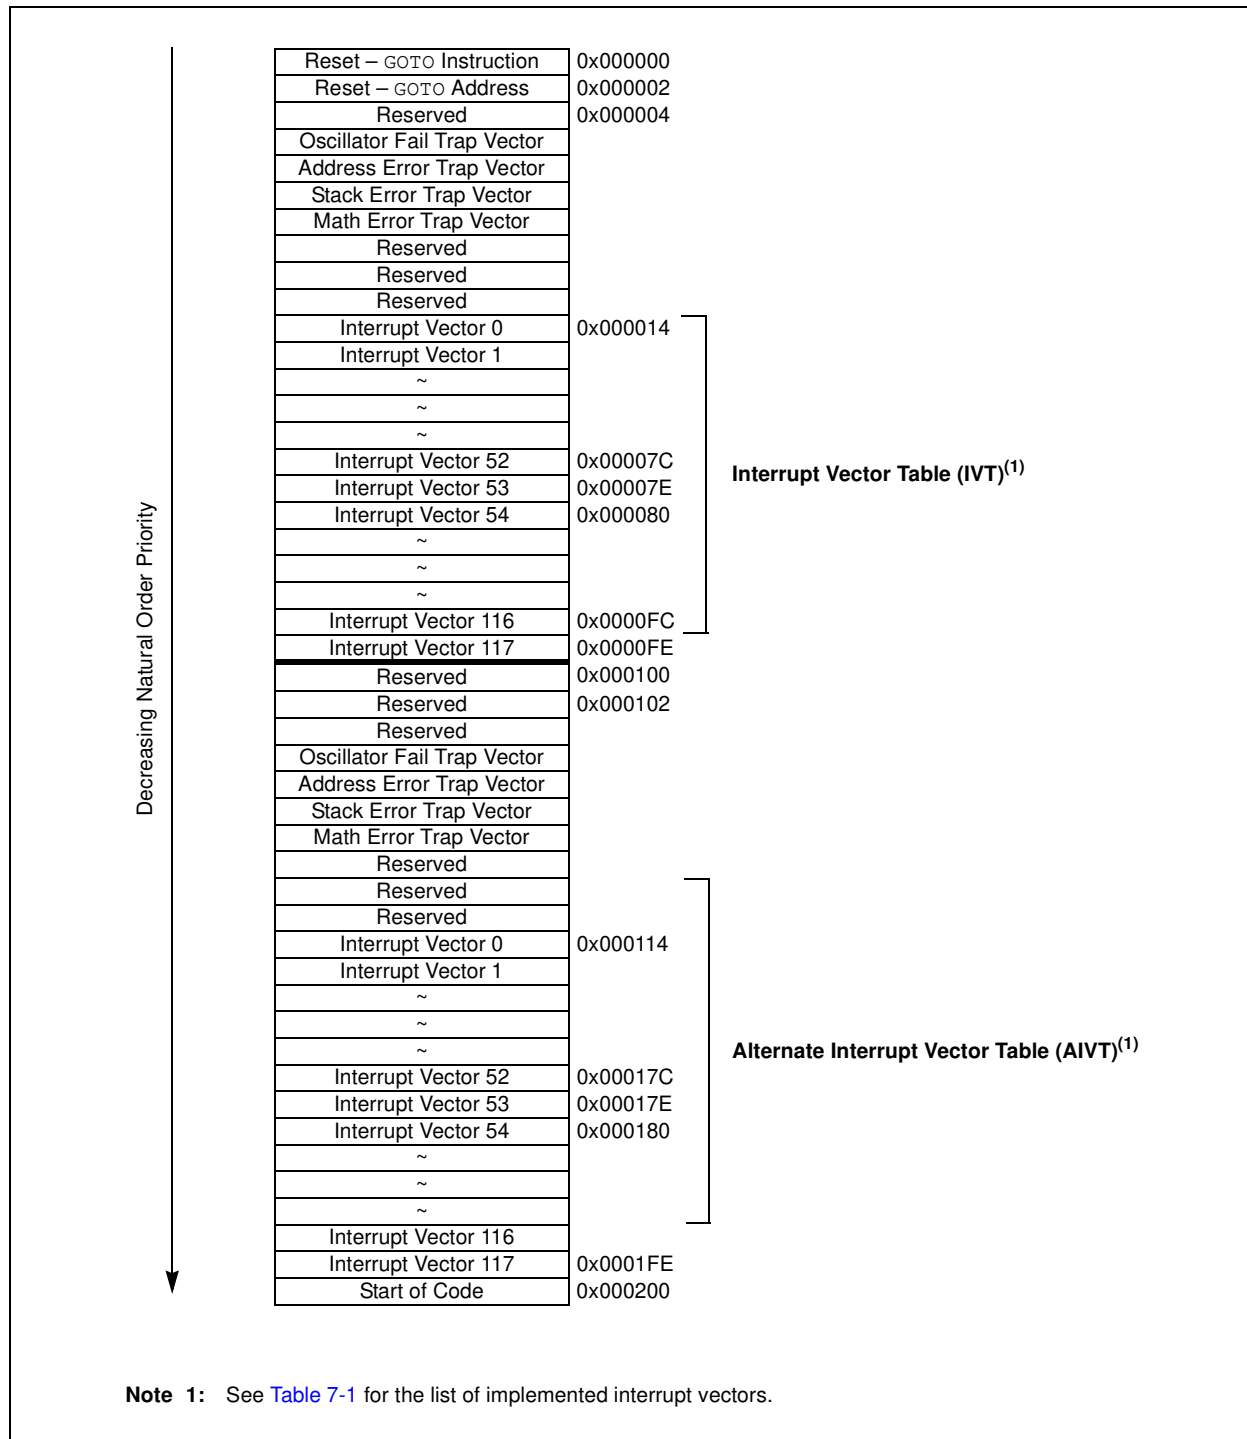 Reset – GOTO Instruction 0x000000
Reset – GOTO Address 0x000002
Reserved 0x000004
Oscillator Fail Trap Vector
Address Error Trap Vector
Stack Error Trap Vector
Math Error Trap Vector
Reserved
Reserved
Reserved
Interrupt Vector 0 0x000014
Interrupt Vector 1
~
~
~
Interrupt Vector 52 0x00007C
Interrupt Vector Table (IVT)(1)
Interrupt Vector 53 0x00007E
Interrupt Vector 54 0x000080
~
~
~
Interrupt Vector 116 0x0000FC
Interrupt Vector 117 0x0000FE
Decreasing Natural Order Priority
Reserved 0x000100
Reserved 0x000102
Reserved
Oscillator Fail Trap Vector
Address Error Trap Vector
Stack Error Trap Vector
Math Error Trap Vector
Reserved
Reserved
Reserved
Interrupt Vector 0 0x000114
Interrupt Vector 1
~
~
~
Alternate Interrupt Vector Table (AIVT)(1)
Interrupt Vector 52 0x00017C
Interrupt Vector 53 0x00017E
Interrupt Vector 54 0x000180
~
~
~
Interrupt Vector 116
Interrupt Vector 117 0x0001FE
Start of Code 0x000200
Note 1: See Table 7-1 for the list of implemented interrupt vectors.